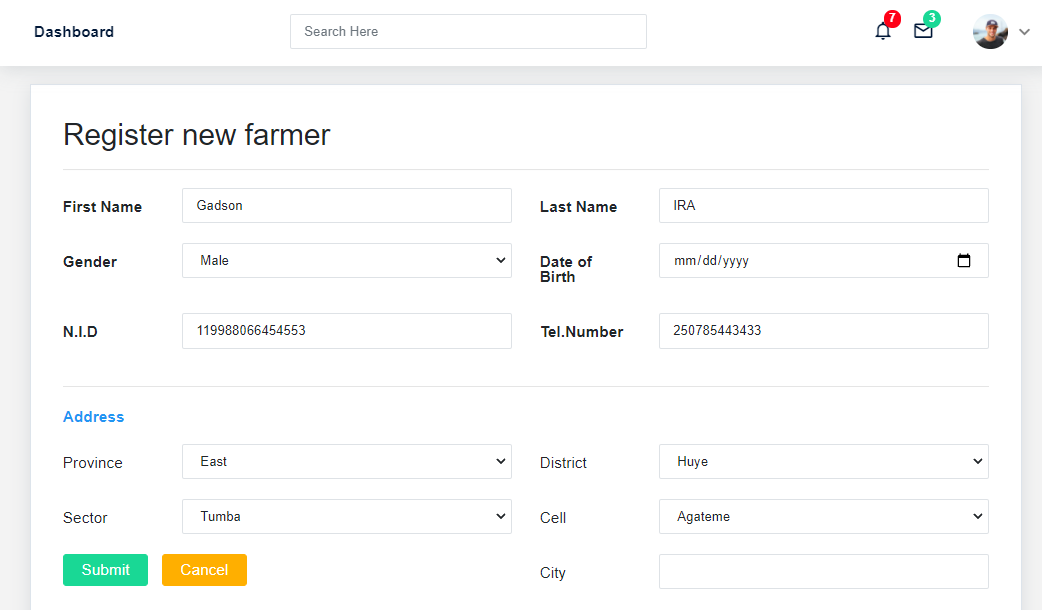 Dashboard
Search Here
7
3
Register new farmer
First Name
Gadson
Last Name
IRA
Gender
Male
Date of
Birth
mm/dd/yyyy
N.I.D
119988066454553
Tel.Number
250785443433
Address
Province
East
District
Huye
Sector
Tumba
Cell
Agateme
Submit
Cancel
City